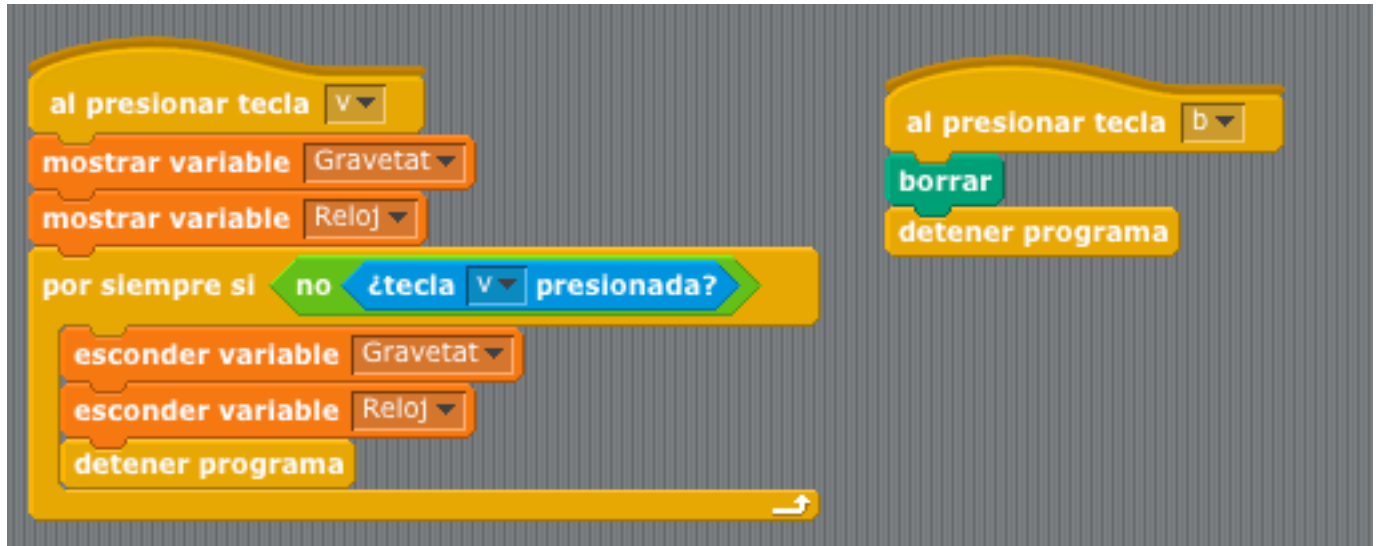 al presionar tecla v
mostrar variable Gravetat
mostrar variable Reloj
por siempre si no ¿tecla v presionada?
esconder variable Gravetat
esconder variable Reloj
detener programa
al presionar tecla b
borrar
detener programa